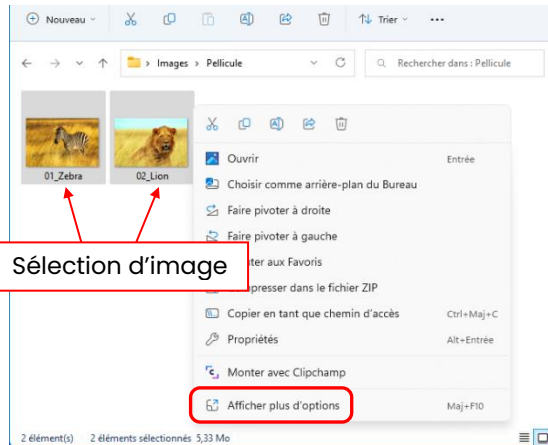 Nouveau
Trier
Images > Pellicule
Rechercher dans : Pellicule
01_Zebra
02_Lion
Ouvrir Entrée
Choisir comme arrière-plan du Bureau
Faire pivoter à droite
Faire pivoter à gauche
Sélection d'image
aux Favoris
dans le fichier ZIP
Copier en tant que chemin d'accès Ctrl+Maj+C
Propriétés Alt+Entrée
Monter avec Clipchamp
Afficher plus d'options Maj+F10
2 élément(s) 2 éléments sélectionnés 5,33 Mo